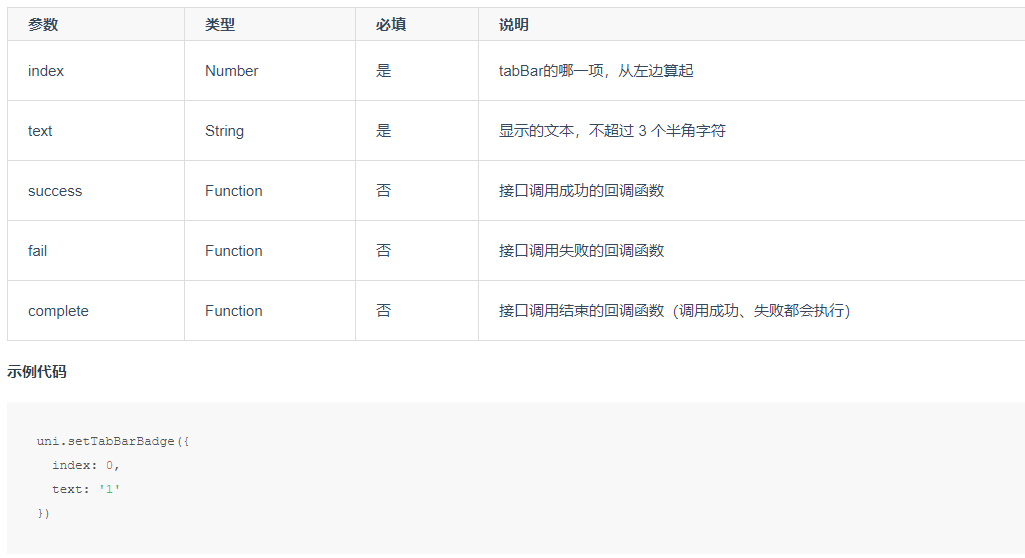 参数 类型 必填 说明
index Number 是 tabBar的哪一项，从左边算起
text String 是 显示的文本，不超过 3 个半角字符
success Function 否 接口调用成功的回调函数
fail Function 否 接口调用失败的回调函数
complete Function 否 接口调用结束的回调函数（调用成功、失败都会执行）
示例代码
uni.setTabBarBadge({
  index: 0,
  text: '1'
})